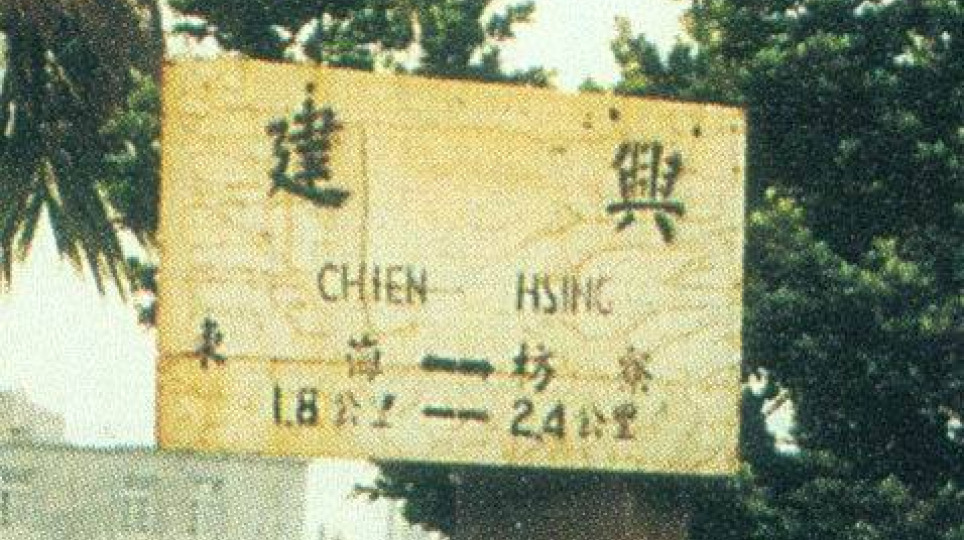 建 興
CHIEN HSING
東 海 ⟷ 枋 寮
1.8公里 — 2.4公里